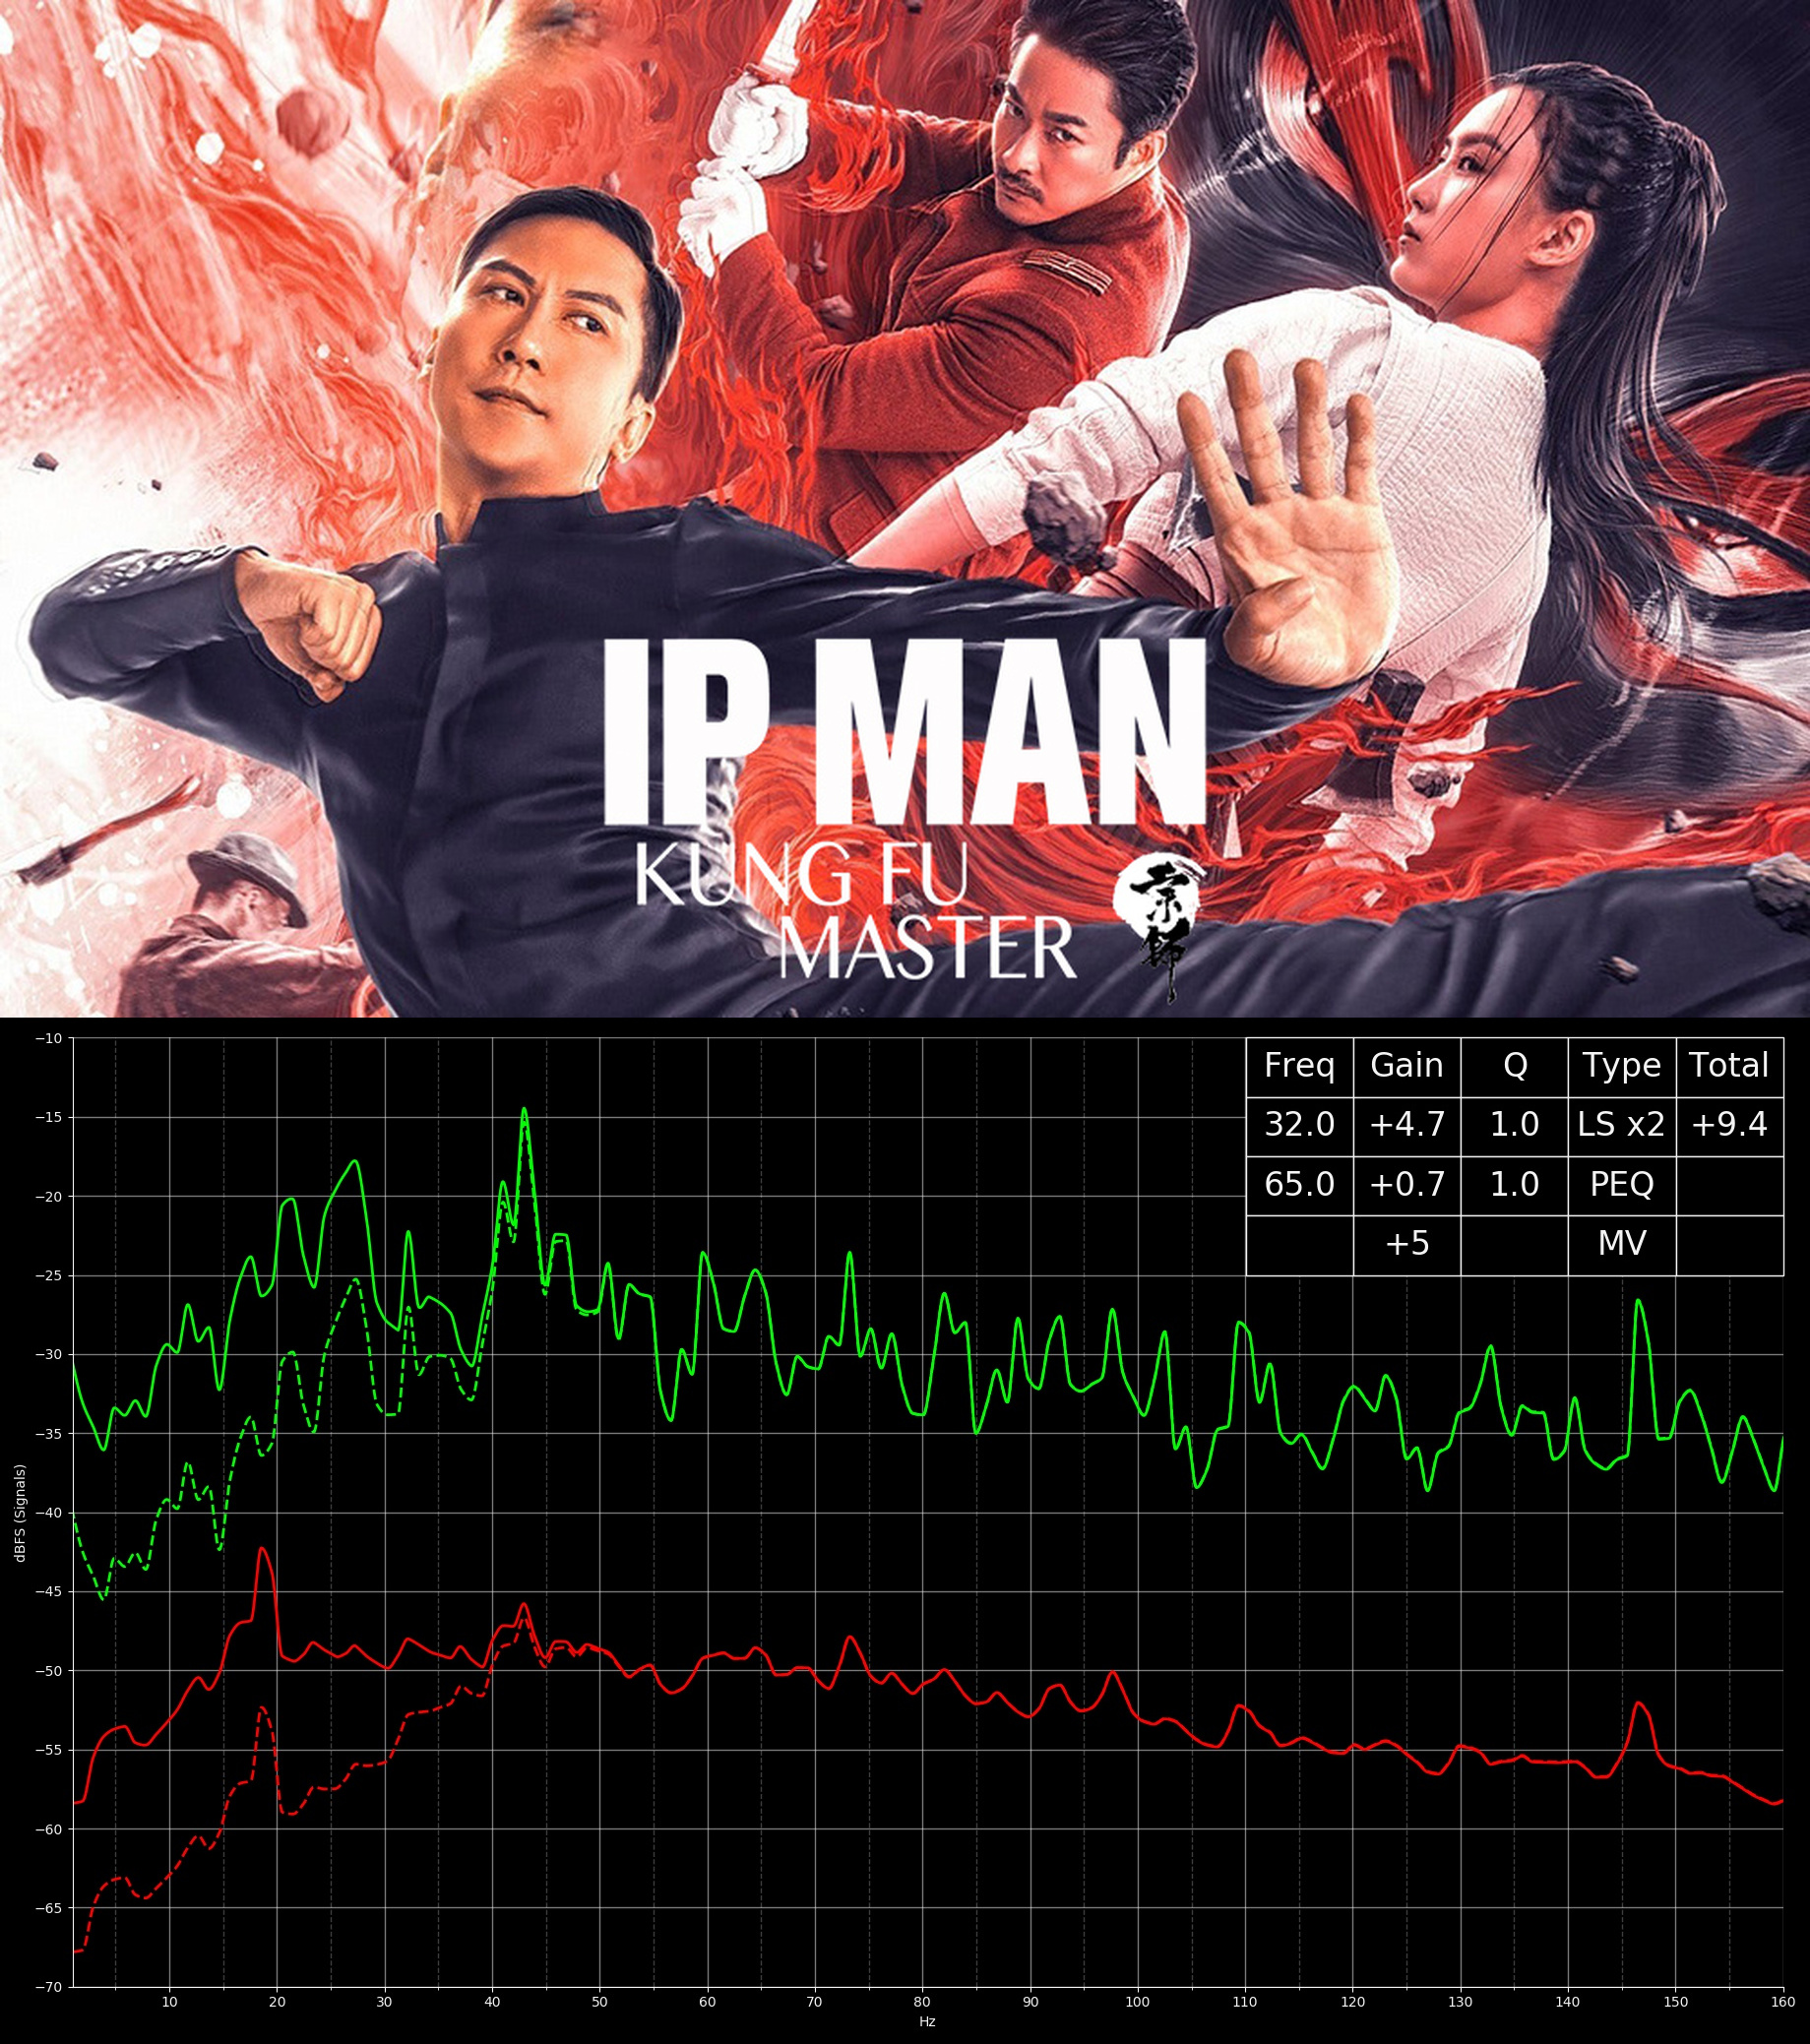 IP MAN
KUNG FU
MASTER
宗師
Freq Gain Q Type Total
32.0 +4.7 1.0 LS x2 +9.4
65.0 +0.7 1.0 PEQ
+5 MV
−10
−15
−20
−25
−30
−35
−40
−45
−50
−55
−60
−65
−70
dBFS (Signals)
10 20 30 40 50 60 70 80 90 100 110 120 130 140 150 160
Hz